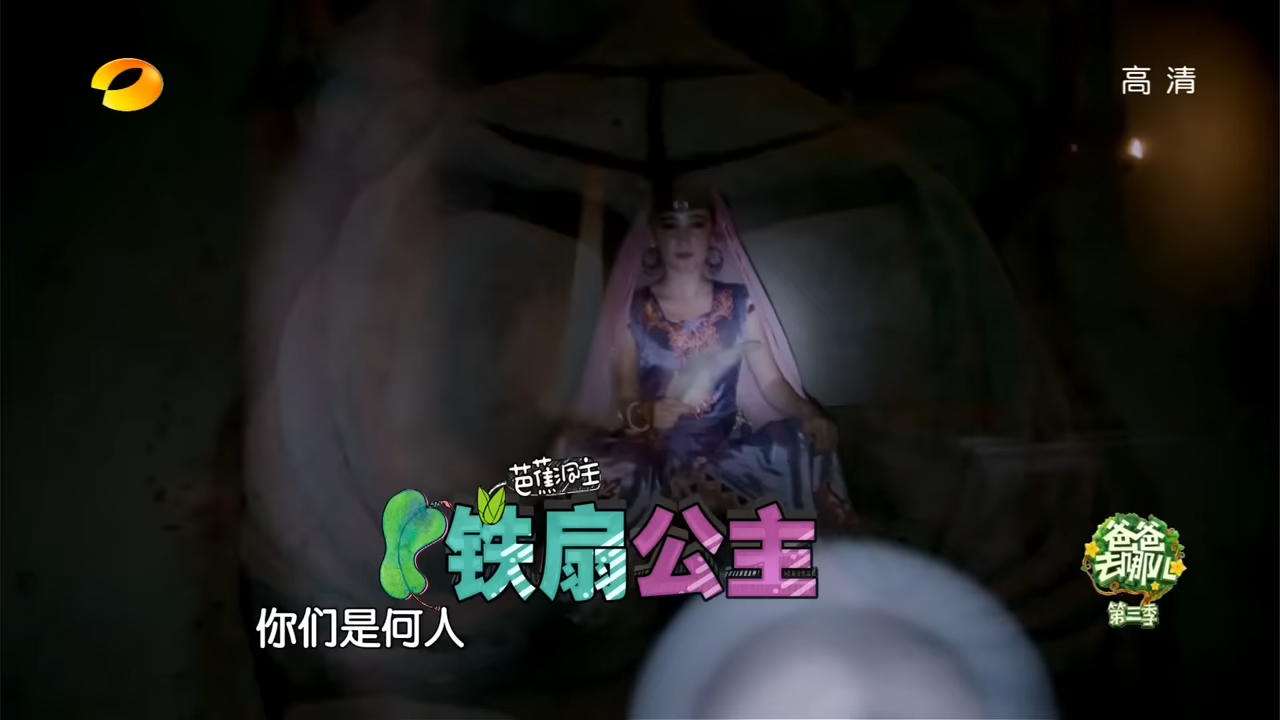 高清
芭蕉洞主
铁扇公主
爸爸去哪儿
第三季
你们是何人